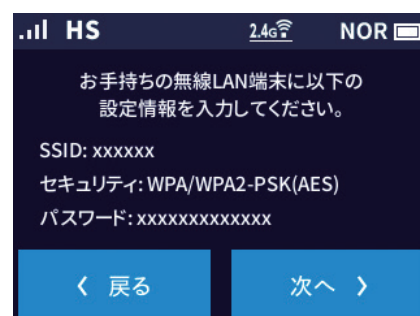 HS 2.4G NOR
お手持ちの無線LAN端末に以下の
設定情報を入力してください。
SSID: xxxxxx
セキュリティ: WPA/WPA2-PSK(AES)
パスワード: xxxxxxxxxxxxx
戻る 次へ